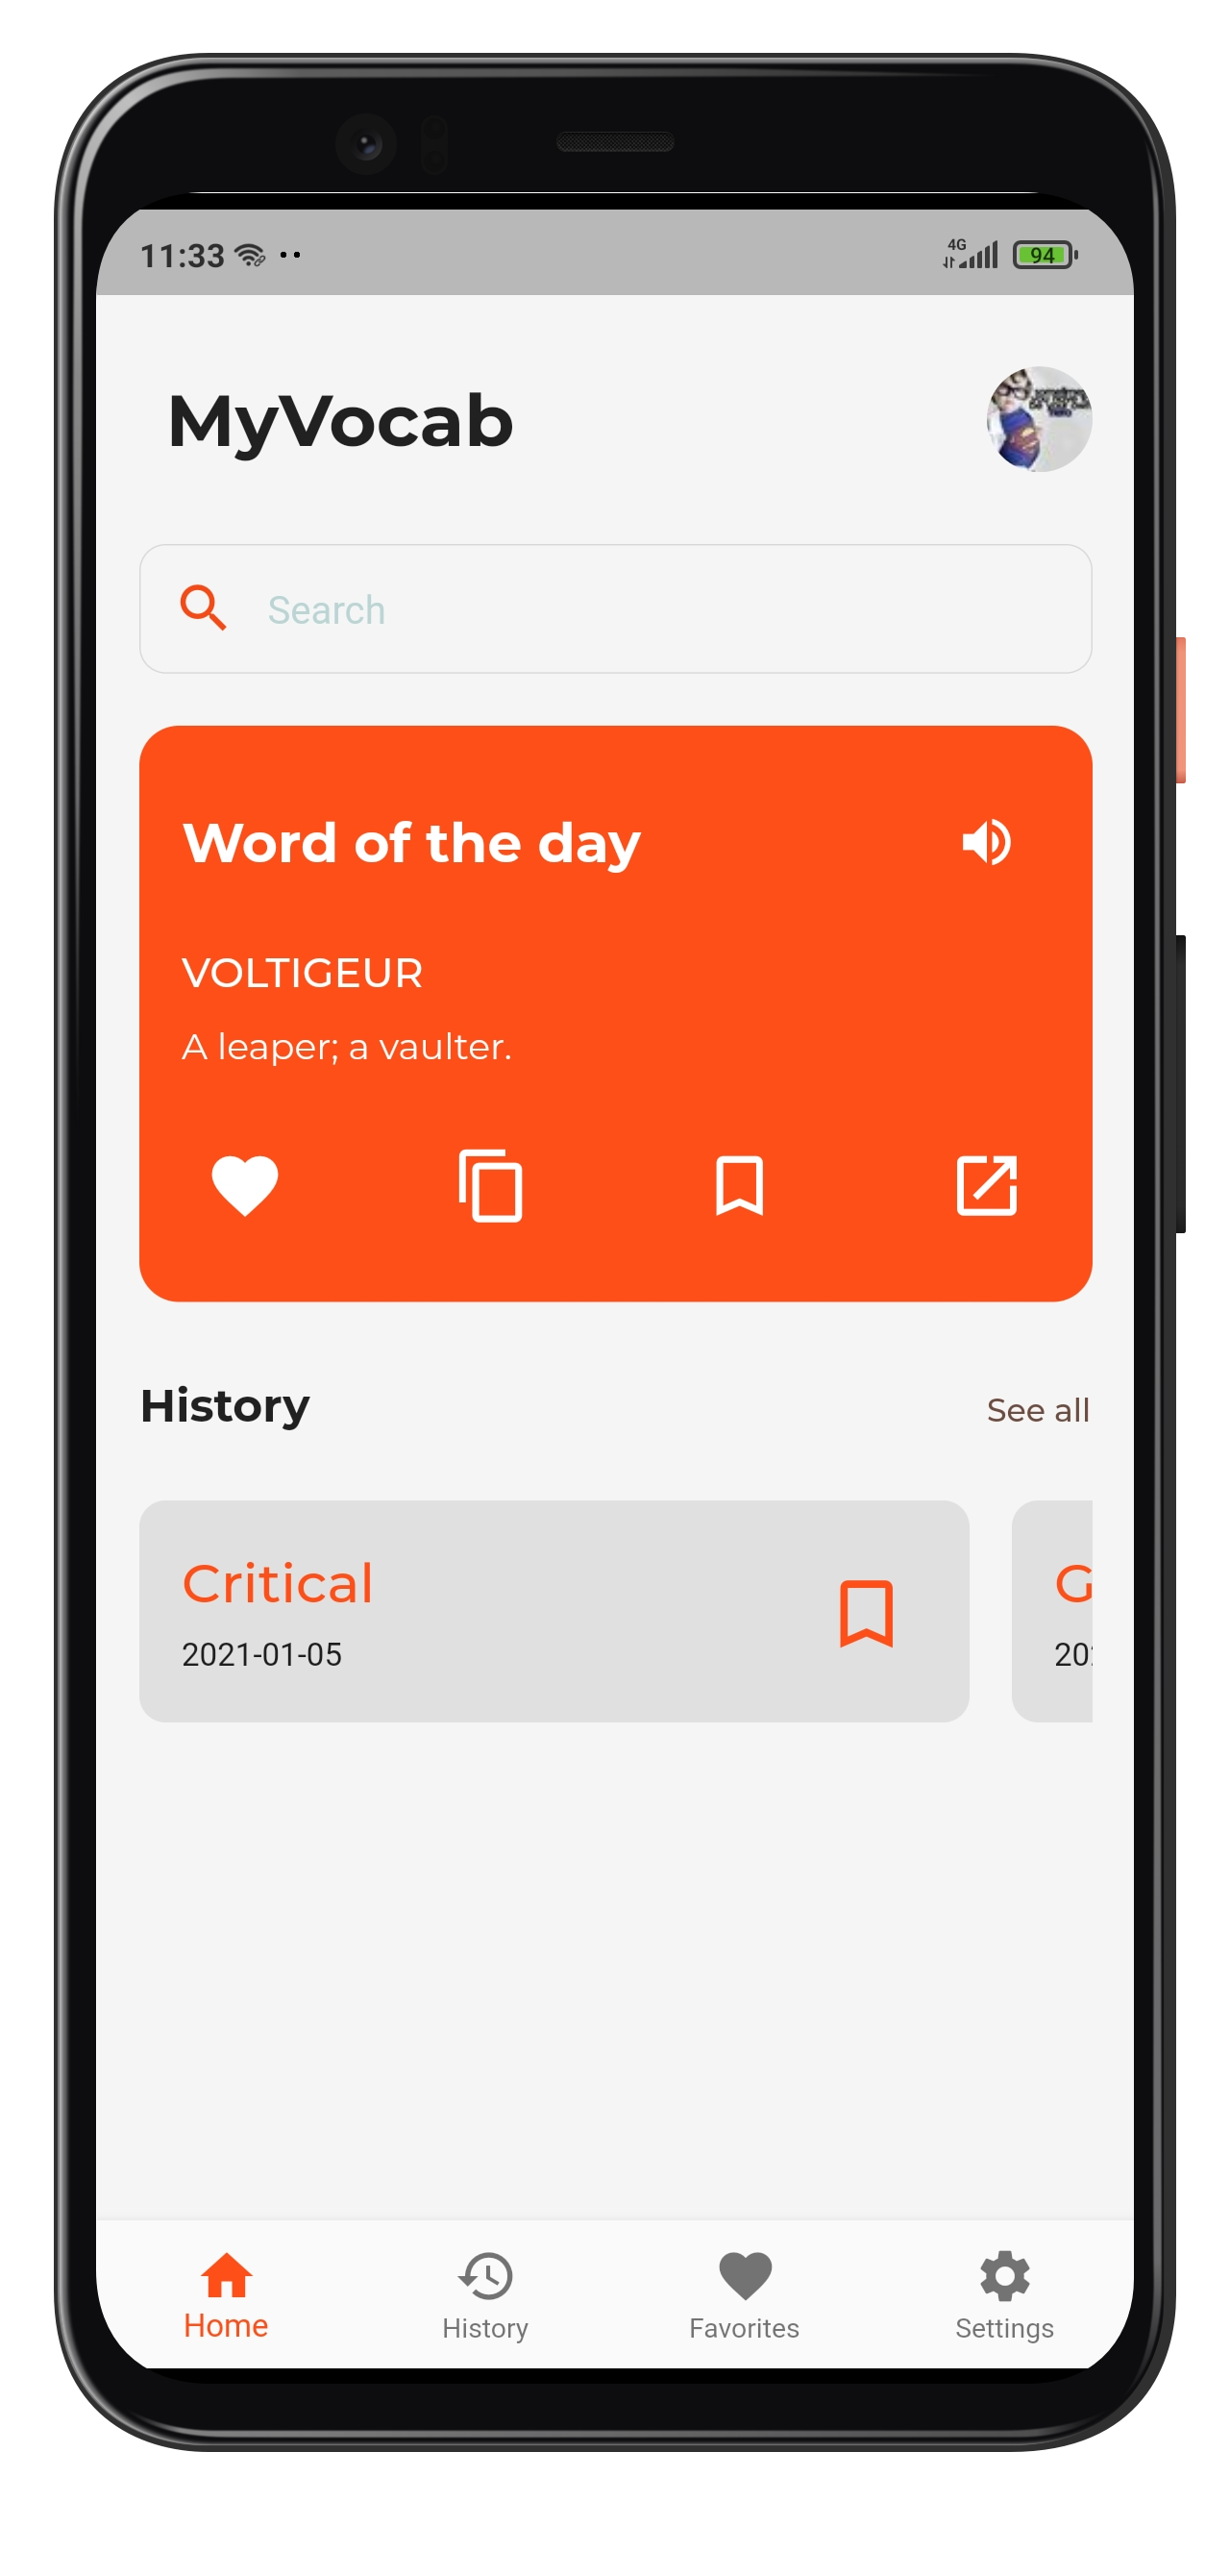 11:33
4G
94
MyVocab
Search
Word of the day
VOLTIGEUR
A leaper; a vaulter.
History
See all
Critical
2021-01-05
Home
History
Favorites
Settings